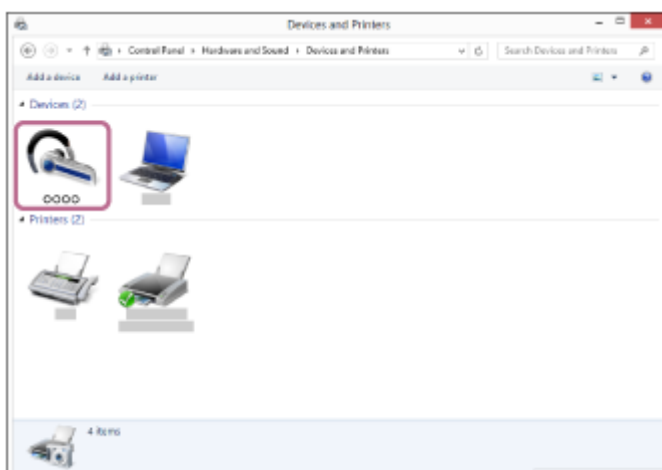 Devices and Printers
Control Panel Hardware and Sound Devices and Printers Search Devices and Printers
Add a device Add a printer
Devices (2)
oooo
Printers (2)
4 items